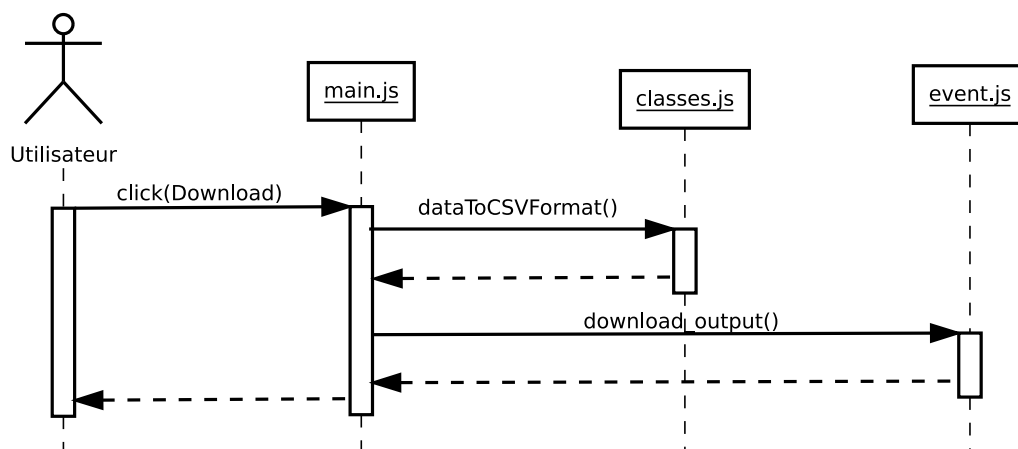 main.js
classes.js
event.js
Utilisateur
click(Download)
dataToCSVFormat()
download_output()